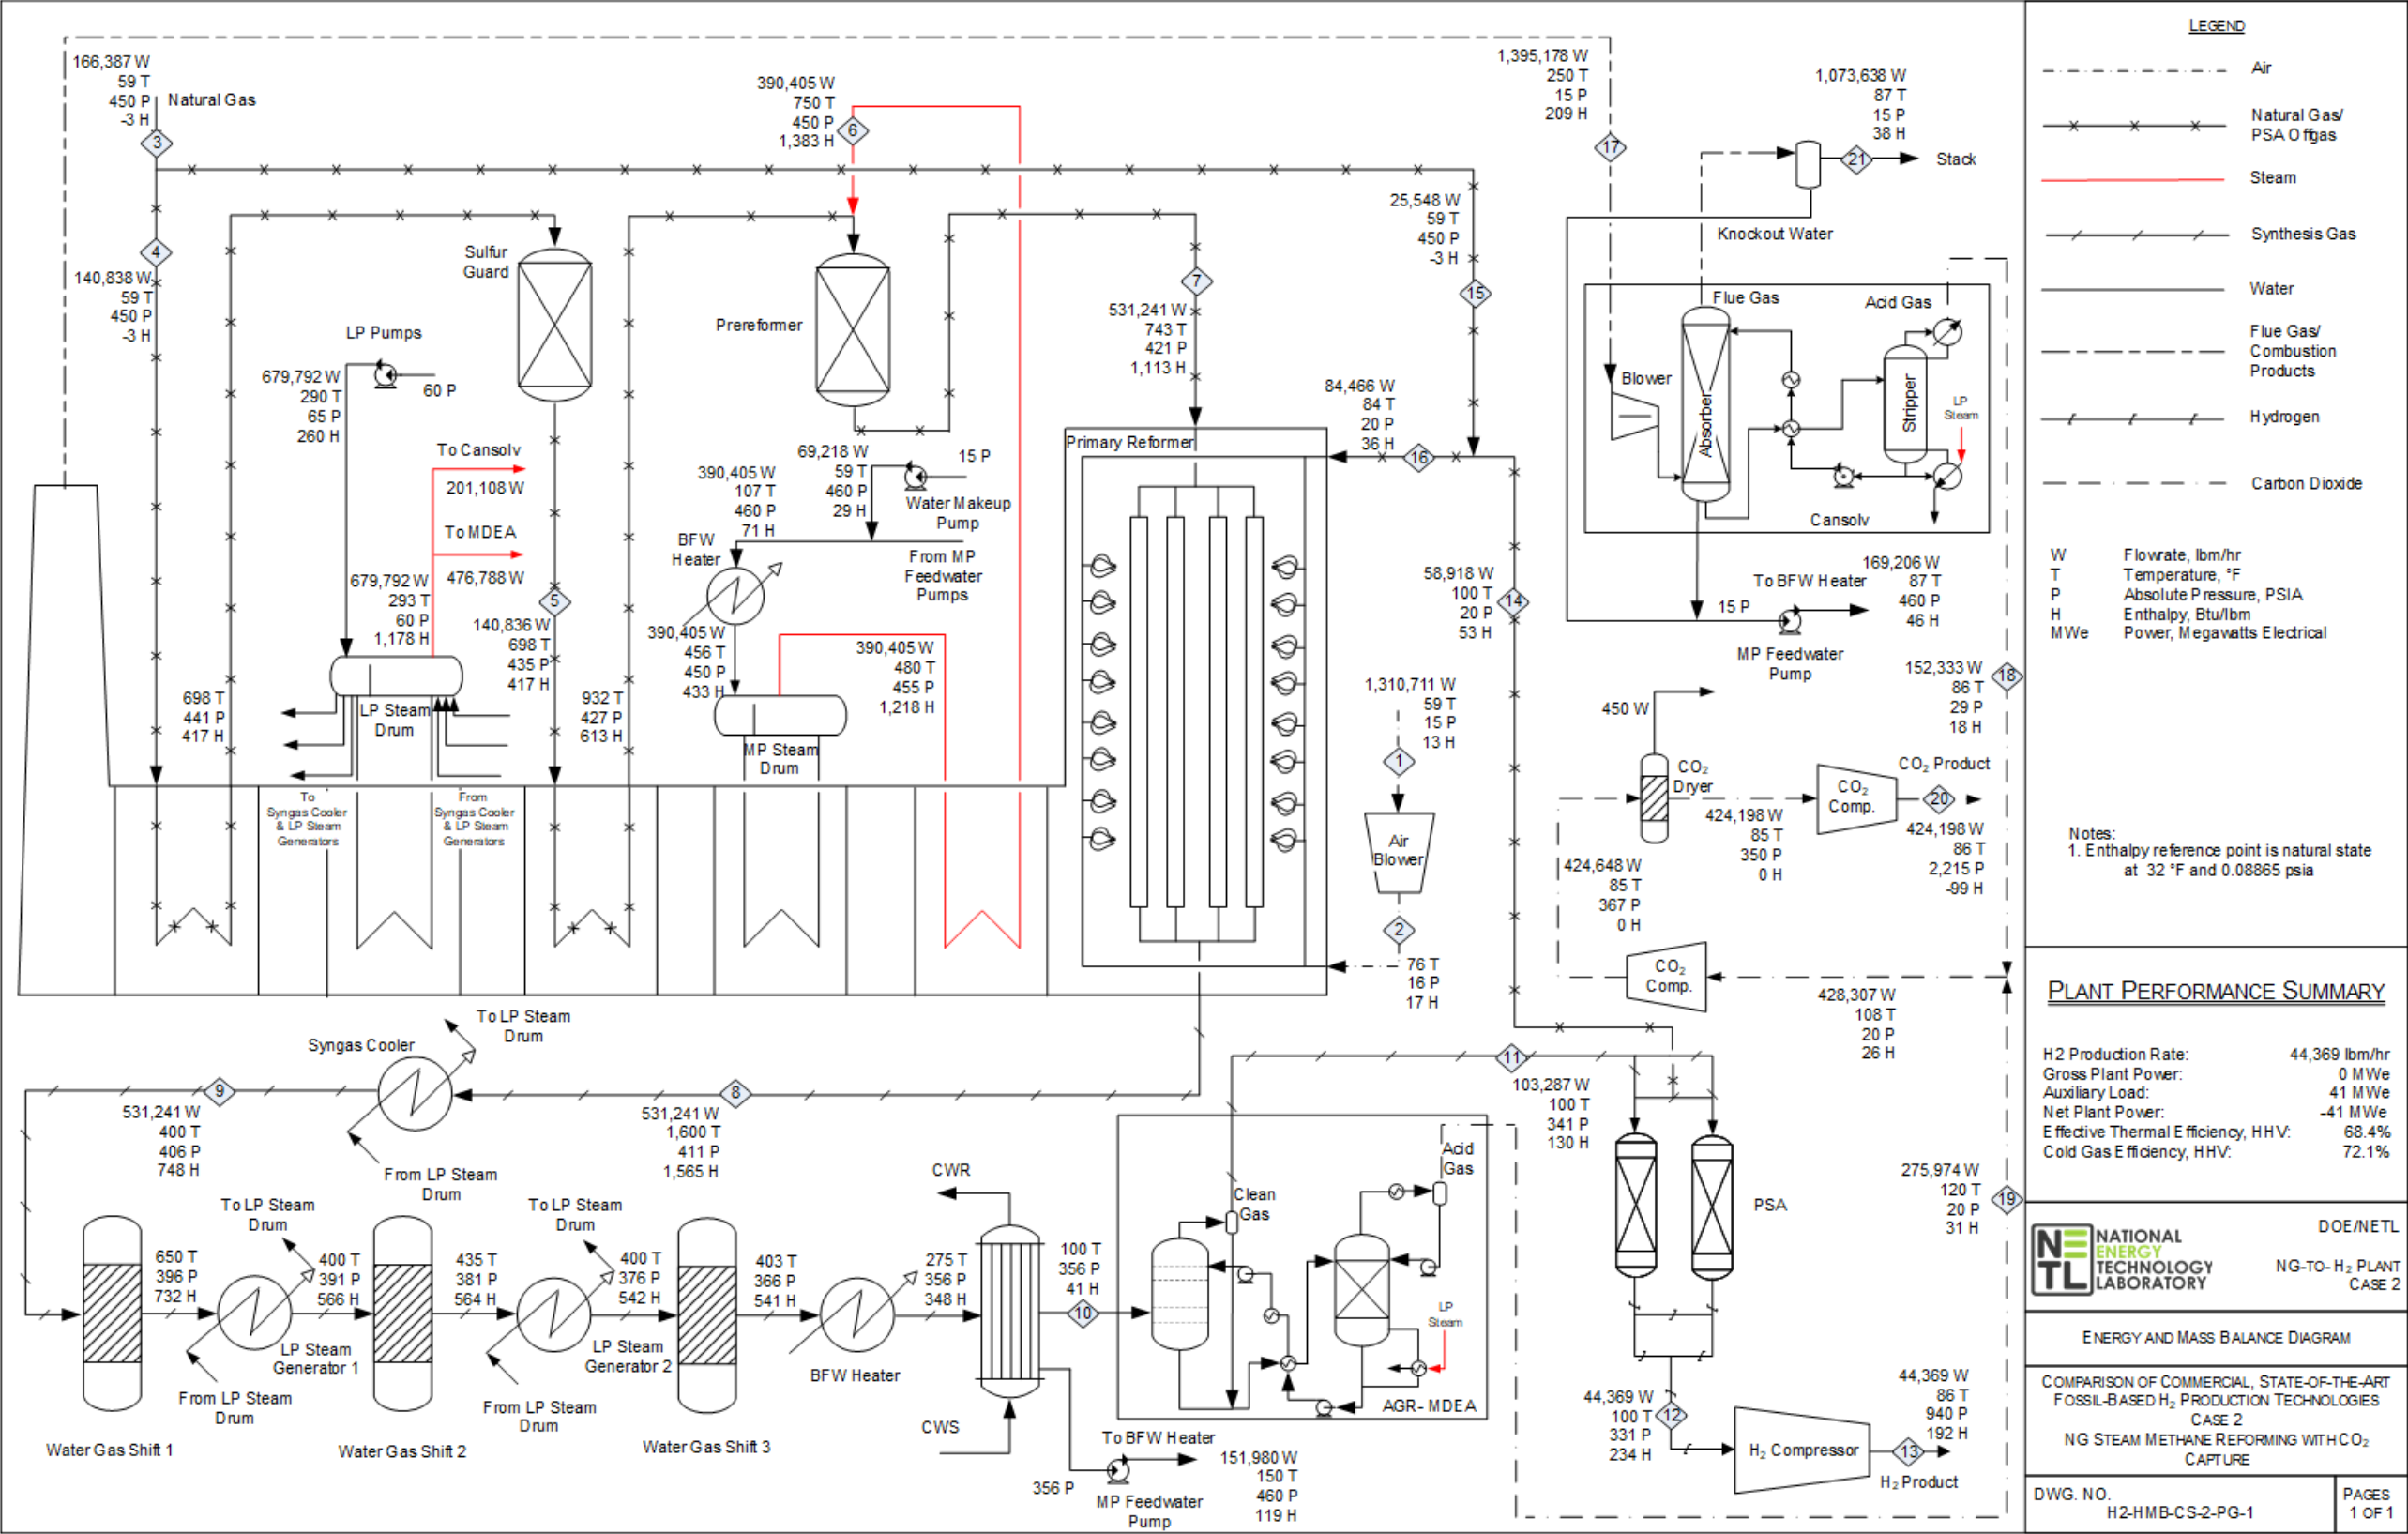 166,387 W
59 T
450 P
-3 H
Natural Gas
3
4
140,838 W
59 T
450 P
-3 H
390,405 W
750 T
450 P
1,383 H
6
Sulfur
Guard
Prereformer
LP Pumps
60 P
679,792 W
290 T
65 P
260 H
To Cansolv
201,108 W
To MDEA
476,788 W
679,792 W
293 T
60 P
1,178 H
LP Steam
Drum
698 T
441 P
417 H
5
140,836 W
698 T
435 P
417 H
932 T
427 P
613 H
To
Syngas Cooler
& LP Steam
Generators
From
Syngas Cooler
& LP Steam
Generators
7
531,241 W
743 T
421 P
1,113 H
69,218 W
59 T
460 P
29 H
15 P
Water Makeup
Pump
390,405 W
107 T
460 P
71 H
BFW
Heater
From MP
Feedwater
Pumps
390,405 W
456 T
450 P
433 H
390,405 W
480 T
455 P
1,218 H
MP Steam
Drum
Primary Reformer
25,548 W
59 T
450 P
-3 H
15
84,466 W
84 T
20 P
36 H
16
58,918 W
100 T
20 P
53 H
14
1,310,711 W
59 T
15 P
13 H
1
Air
Blower
2
76 T
16 P
17 H
1,395,178 W
250 T
15 P
209 H
17
1,073,638 W
87 T
15 P
38 H
21
Stack
Knockout Water
Flue Gas
Acid Gas
Blower
Absorber
Stripper
LP
Steam
Cansolv
To BFW Heater
15 P
169,206 W
87 T
460 P
46 H
MP Feedwater
Pump
152,333 W
86 T
29 P
18 H
18
450 W
CO₂
Dryer
CO₂ Product
CO₂
Comp.
20
424,198 W
85 T
350 P
0 H
424,198 W
86 T
2,215 P
-99 H
424,648 W
85 T
367 P
0 H
CO₂
Comp.
428,307 W
108 T
20 P
26 H
Syngas Cooler
To LP Steam
Drum
From LP Steam
Drum
9
531,241 W
400 T
406 P
748 H
8
531,241 W
1,600 T
411 P
1,565 H
Water Gas Shift 1
650 T
396 P
732 H
To LP Steam
Drum
LP Steam
Generator 1
From LP Steam
Drum
400 T
391 P
566 H
Water Gas Shift 2
435 T
381 P
564 H
To LP Steam
Drum
LP Steam
Generator 2
From LP Steam
Drum
400 T
376 P
542 H
Water Gas Shift 3
403 T
366 P
541 H
BFW Heater
275 T
356 P
348 H
CWR
CWS
100 T
356 P
41 H
10
356 P
To BFW Heater
MP Feedwater
Pump
151,980 W
150 T
460 P
119 H
Clean
Gas
Acid
Gas
LP
Steam
AGR- MDEA
11
103,287 W
100 T
341 P
130 H
PSA
275,974 W
120 T
20 P
31 H
19
44,369 W
100 T
331 P
234 H
12
H₂ Compressor
44,369 W
86 T
940 P
192 H
13
H₂ Product
LEGEND
Air
Natural Gas/
PSA Offgas
Steam
Synthesis Gas
Water
Flue Gas/
Combustion
Products
Hydrogen
Carbon Dioxide
W Flowrate, lbm/hr
T Temperature, °F
P Absolute Pressure, PSIA
H Enthalpy, Btu/lbm
MWe Power, Megawatts Electrical
Notes:
1. Enthalpy reference point is natural state
at 32 °F and 0.08865 psia
PLANT PERFORMANCE SUMMARY
H2 Production Rate: 44,369 lbm/hr
Gross Plant Power: 0 MWe
Auxiliary Load: 41 MWe
Net Plant Power: -41 MWe
Effective Thermal Efficiency, HHV: 68.4%
Cold Gas Efficiency, HHV: 72.1%
NETL
NATIONAL
ENERGY
TECHNOLOGY
LABORATORY
DOE/NETL
NG-TO-H₂ PLANT
CASE 2
ENERGY AND MASS BALANCE DIAGRAM
COMPARISON OF COMMERCIAL, STATE-OF-THE-ART
FOSSIL-BASED H₂ PRODUCTION TECHNOLOGIES
CASE 2
NG STEAM METHANE REFORMING WITH CO₂
CAPTURE
DWG. NO.
H2-HMB-CS-2-PG-1
PAGES
1 OF 1